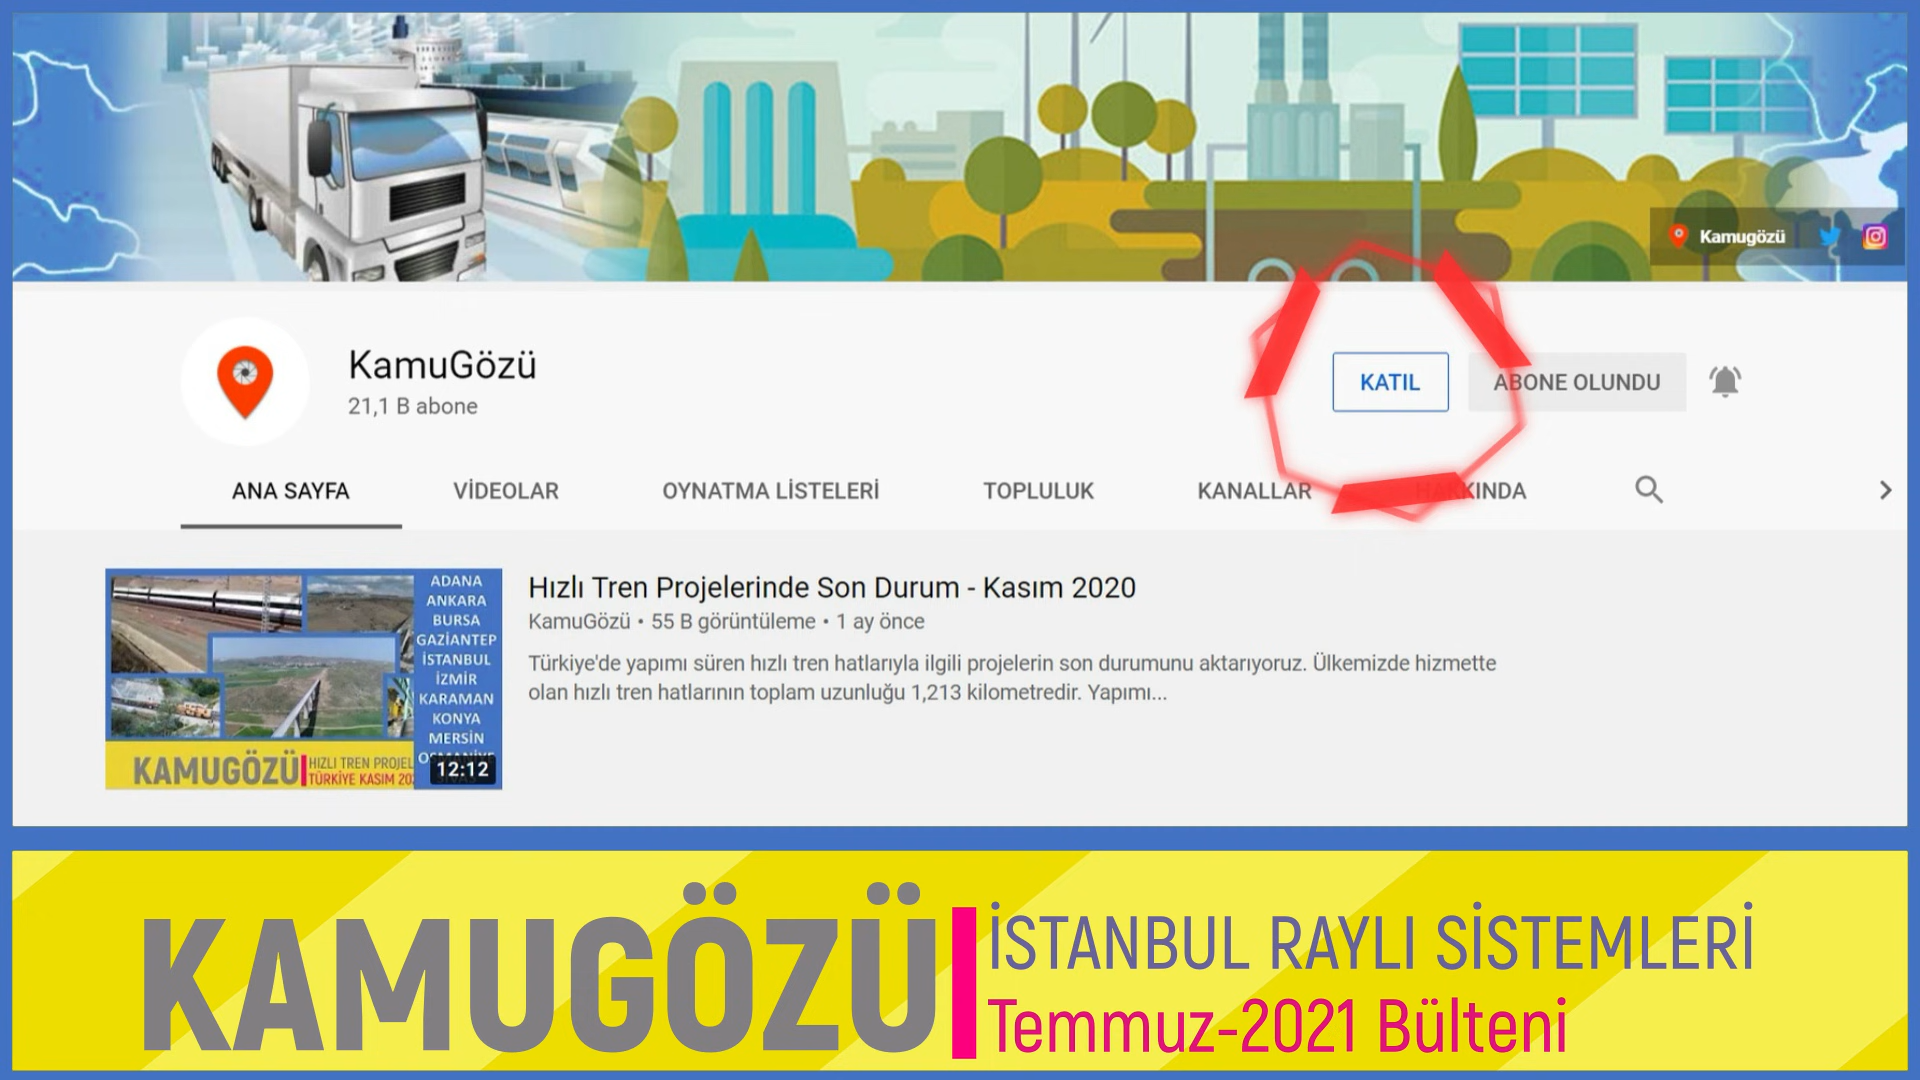 Kamugözü
KamuGözü
21,1 B abone
KATIL
ABONE OLUNDU
ANA SAYFA
VİDEOLAR
OYNATMA LİSTELERİ
TOPLULUK
KANALLAR
HAKKINDA
ADANA
ANKARA
BURSA
GAZİANTEP
İSTANBUL
İZMİR
KARAMAN
KONYA
MERSİN
KAMUGÖZÜ
HIZLI TREN PROJEL
TÜRKİYE KASIM 20
12:12
Hızlı Tren Projelerinde Son Durum - Kasım 2020
KamuGözü • 55 B görüntüleme • 1 ay önce
Türkiye'de yapımı süren hızlı tren hatlarıyla ilgili projelerin son durumunu aktarıyoruz. Ülkemizde hizmette
olan hızlı tren hatlarının toplam uzunluğu 1,213 kilometredir. Yapımı...
KAMUGÖZÜ
İSTANBUL RAYLI SİSTEMLERİ
Temmuz-2021 Bülteni